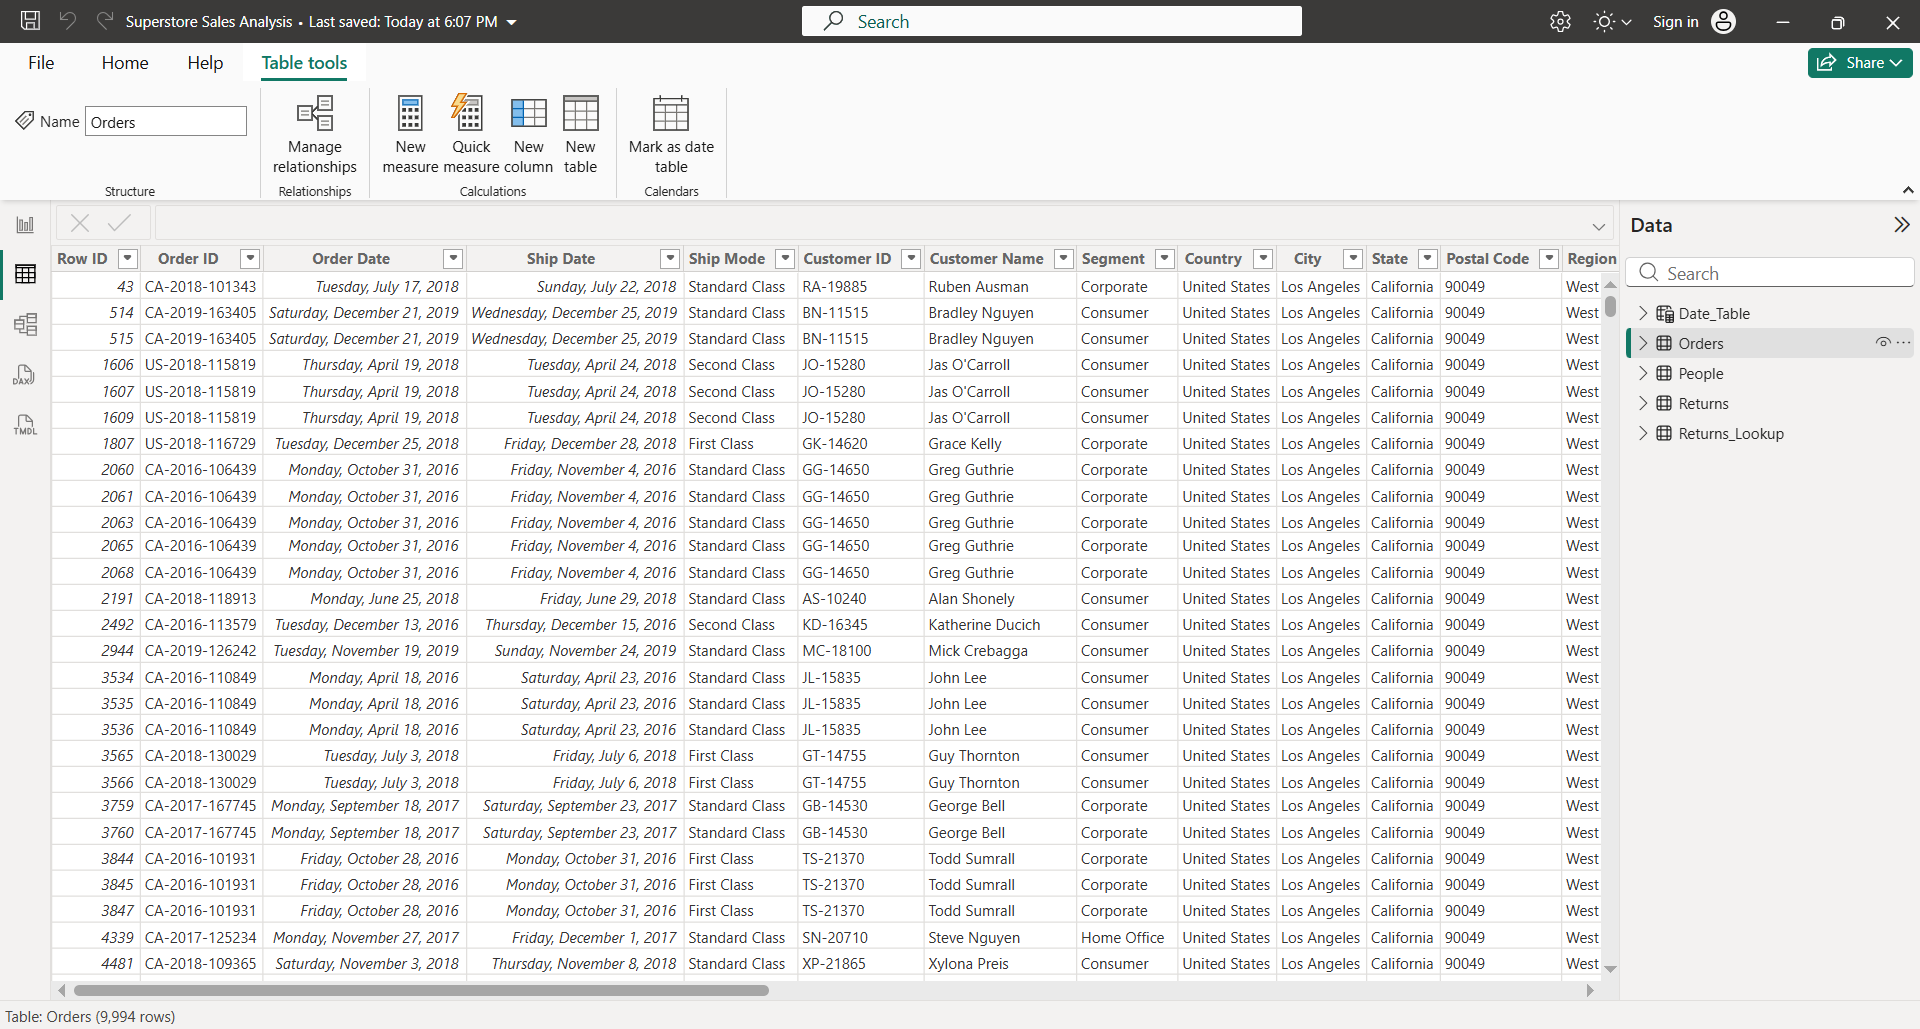 Superstore Sales Analysis • Last saved: Today at 6:07 PM
Search
Sign in
File Home Help Table tools
Share
Name Orders
Manage relationships
New measure
Quick measure
New column
New table
Mark as date table
Structure Relationships Calculations Calendars
Row ID Order ID Order Date Ship Date Ship Mode Customer ID Customer Name Segment Country City State Postal Code Region
43 CA-2018-101343 Tuesday, July 17, 2018 Sunday, July 22, 2018 Standard Class RA-19885 Ruben Ausman Corporate United States Los Angeles California 90049 West
514 CA-2019-163405 Saturday, December 21, 2019 Wednesday, December 25, 2019 Standard Class BN-11515 Bradley Nguyen Consumer United States Los Angeles California 90049 West
515 CA-2019-163405 Saturday, December 21, 2019 Wednesday, December 25, 2019 Standard Class BN-11515 Bradley Nguyen Consumer United States Los Angeles California 90049 West
1606 US-2018-115819 Thursday, April 19, 2018 Tuesday, April 24, 2018 Second Class JO-15280 Jas O'Carroll Consumer United States Los Angeles California 90049 West
1607 US-2018-115819 Thursday, April 19, 2018 Tuesday, April 24, 2018 Second Class JO-15280 Jas O'Carroll Consumer United States Los Angeles California 90049 West
1609 US-2018-115819 Thursday, April 19, 2018 Tuesday, April 24, 2018 Second Class JO-15280 Jas O'Carroll Consumer United States Los Angeles California 90049 West
1807 US-2018-116729 Tuesday, December 25, 2018 Friday, December 28, 2018 First Class GK-14620 Grace Kelly Corporate United States Los Angeles California 90049 West
2060 CA-2016-106439 Monday, October 31, 2016 Friday, November 4, 2016 Standard Class GG-14650 Greg Guthrie Corporate United States Los Angeles California 90049 West
2061 CA-2016-106439 Monday, October 31, 2016 Friday, November 4, 2016 Standard Class GG-14650 Greg Guthrie Corporate United States Los Angeles California 90049 West
2063 CA-2016-106439 Monday, October 31, 2016 Friday, November 4, 2016 Standard Class GG-14650 Greg Guthrie Corporate United States Los Angeles California 90049 West
2065 CA-2016-106439 Monday, October 31, 2016 Friday, November 4, 2016 Standard Class GG-14650 Greg Guthrie Corporate United States Los Angeles California 90049 West
2068 CA-2016-106439 Monday, October 31, 2016 Friday, November 4, 2016 Standard Class GG-14650 Greg Guthrie Corporate United States Los Angeles California 90049 West
2191 CA-2018-118913 Monday, June 25, 2018 Friday, June 29, 2018 Standard Class AS-10240 Alan Shonely Consumer United States Los Angeles California 90049 West
2492 CA-2016-113579 Tuesday, December 13, 2016 Thursday, December 15, 2016 Second Class KD-16345 Katherine Ducich Consumer United States Los Angeles California 90049 West
2944 CA-2019-126242 Tuesday, November 19, 2019 Sunday, November 24, 2019 Standard Class MC-18100 Mick Crebagga Consumer United States Los Angeles California 90049 West
3534 CA-2016-110849 Monday, April 18, 2016 Saturday, April 23, 2016 Standard Class JL-15835 John Lee Consumer United States Los Angeles California 90049 West
3535 CA-2016-110849 Monday, April 18, 2016 Saturday, April 23, 2016 Standard Class JL-15835 John Lee Consumer United States Los Angeles California 90049 West
3536 CA-2016-110849 Monday, April 18, 2016 Saturday, April 23, 2016 Standard Class JL-15835 John Lee Consumer United States Los Angeles California 90049 West
3565 CA-2018-130029 Tuesday, July 3, 2018 Friday, July 6, 2018 First Class GT-14755 Guy Thornton Consumer United States Los Angeles California 90049 West
3566 CA-2018-130029 Tuesday, July 3, 2018 Friday, July 6, 2018 First Class GT-14755 Guy Thornton Consumer United States Los Angeles California 90049 West
3759 CA-2017-167745 Monday, September 18, 2017 Saturday, September 23, 2017 Standard Class GB-14530 George Bell Corporate United States Los Angeles California 90049 West
3760 CA-2017-167745 Monday, September 18, 2017 Saturday, September 23, 2017 Standard Class GB-14530 George Bell Corporate United States Los Angeles California 90049 West
3844 CA-2016-101931 Friday, October 28, 2016 Monday, October 31, 2016 First Class TS-21370 Todd Sumrall Corporate United States Los Angeles California 90049 West
3845 CA-2016-101931 Friday, October 28, 2016 Monday, October 31, 2016 First Class TS-21370 Todd Sumrall Corporate United States Los Angeles California 90049 West
3847 CA-2016-101931 Friday, October 28, 2016 Monday, October 31, 2016 First Class TS-21370 Todd Sumrall Corporate United States Los Angeles California 90049 West
4339 CA-2017-125234 Monday, November 27, 2017 Friday, December 1, 2017 Standard Class SN-20710 Steve Nguyen Home Office United States Los Angeles California 90049 West
4481 CA-2018-109365 Saturday, November 3, 2018 Thursday, November 8, 2018 Standard Class XP-21865 Xylona Preis Consumer United States Los Angeles California 90049 West
DAX
TMDL
Data
Search
Date_Table
Orders
People
Returns
Returns_Lookup
Table: Orders (9,994 rows)